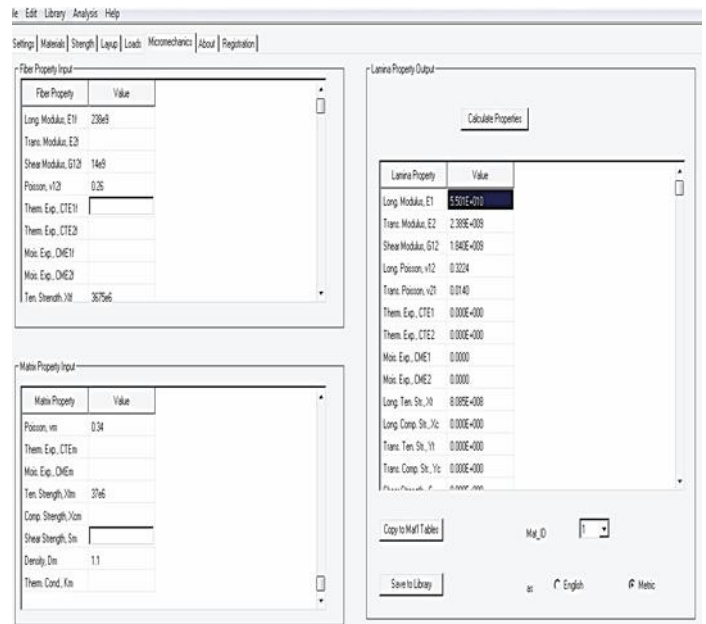 le Edit Library Analysis Help
Settings Materials Strength Layup Loads Micromechanics About Registration
Fiber Property Input
Fiber Property Value
Long. Modulus, E1f 238e9
Trans. Modulus, E2f
Shear Modulus, G12f 14e9
Poisson, v12f 0.26
Therm. Exp., CTE1f
Therm. Exp., CTE2f
Mois. Exp., CME1f
Mois. Exp., CME2f
Ten. Strength, Xtf 3675e6
Matrix Property Input
Matrix Property Value
Poisson, vm 0.34
Therm. Exp., CTEm
Mois. Exp., CMEm
Ten. Strength, Xtm 37e6
Comp. Strength, Xcm
Shear Strength, Sm
Density, Dm 1.1
Therm. Cond., Km
Lamina Property Output
Calculate Properties
Lamina Property Value
Long. Modulus, E1 5.501E+010
Trans. Modulus, E2 2.389E+009
Shear Modulus, G12 1.840E+009
Long. Poisson, v12 0.3224
Trans. Poisson, v21 0.0140
Therm. Exp., CTE1 0.000E+000
Therm. Exp., CTE2 0.000E+000
Mois. Exp., CME1 0.0000
Mois. Exp., CME2 0.0000
Long. Ten. Str., Xt 8.085E+008
Long. Comp. Str., Xc 0.000E+000
Trans. Ten. Str., Yt 0.000E+000
Trans. Comp. Str., Yc 0.000E+000
Copy to Mat'l Tables Mat_ID 1
Save to Library as English Metric